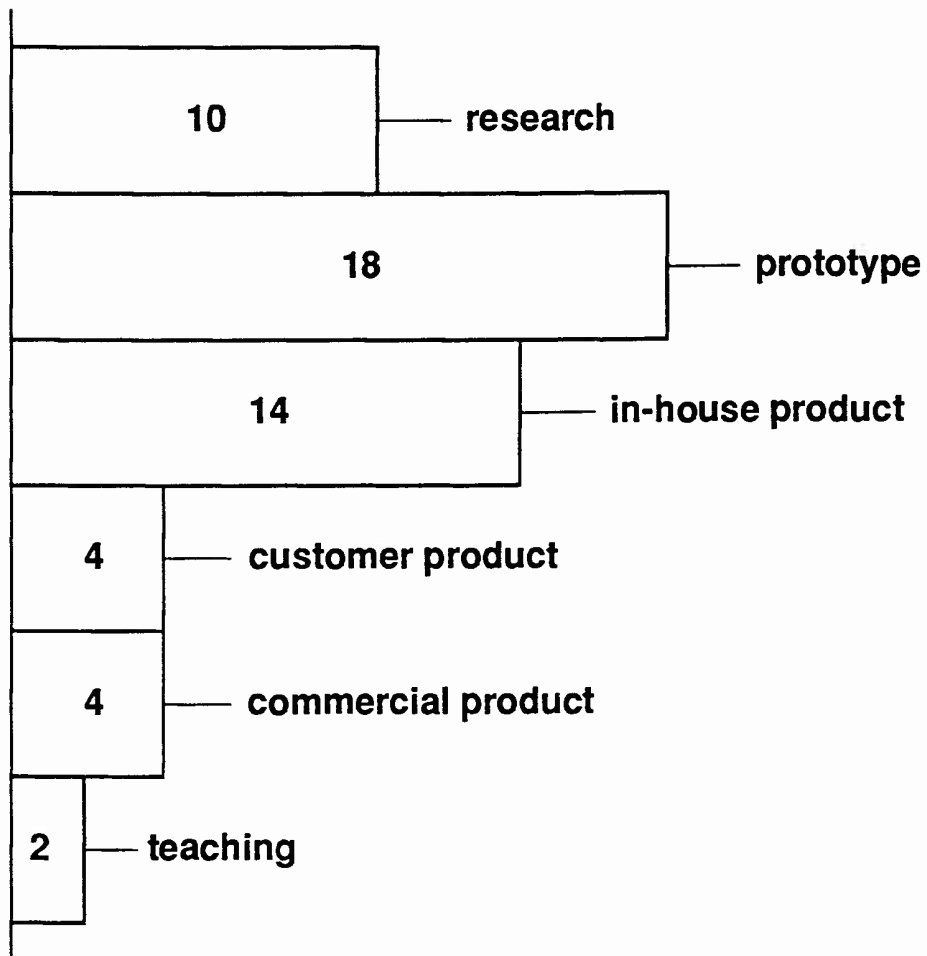 10 research
18 prototype
14 in-house product
4 customer product
4 commercial product
2 teaching